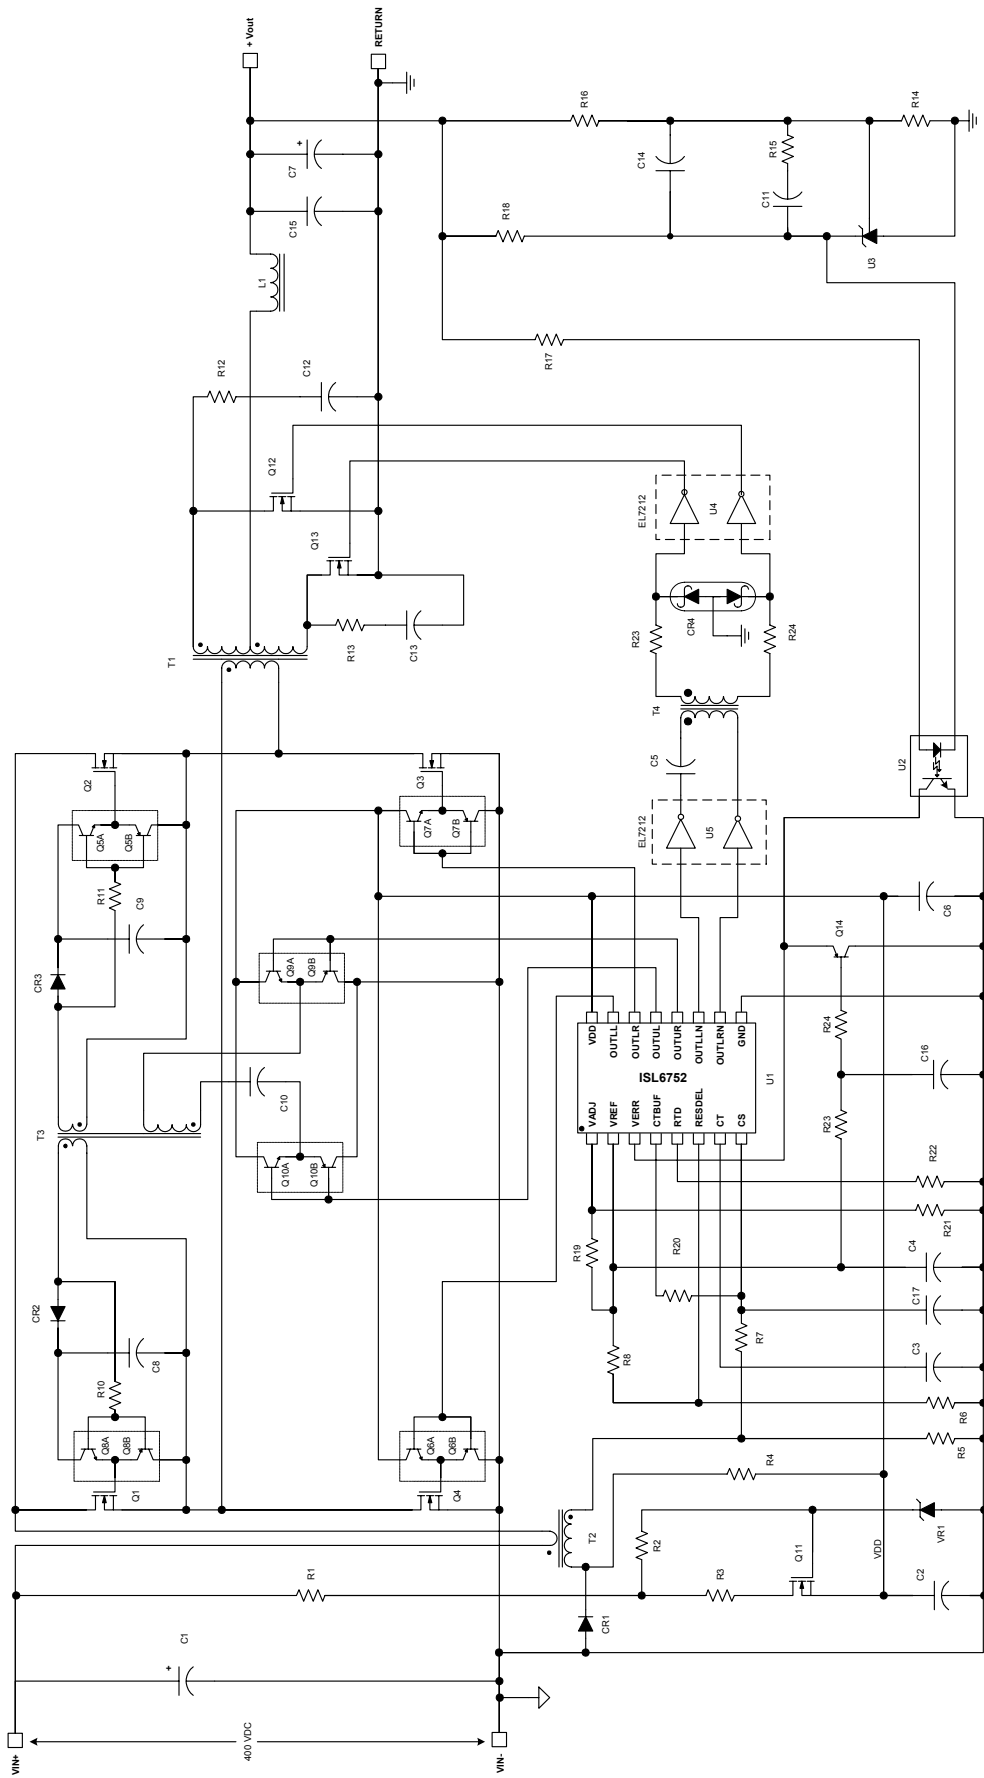 VIN+
400 VDC
VIN-
+
C1
R1
CR1
T2
R2
R3
Q11
VR1
VDD
C2
R4
R5
R6
Q1
Q8A
Q8B
R10
C8
CR2
Q4
Q6A
Q6B
T3
Q10A
Q10B
C10
Q9A
Q9B
CR3
C9
R11
Q5A
Q5B
Q2
Q7A
Q7B
Q3
R8
R19
R20
R7
C3
C17
C4
R21
R22
R23
C16
R24
Q14
C6
VADJ
VREF
VERR
CTBUF
RTD
RESDEL
CT
CS
ISL6752
U1
VDD
OUTLL
OUTLR
OUTUL
OUTUR
OUTLLN
OUTLRN
GND
EL7212
U5
C5
T4
R23
R24
CR4
EL7212
U4
U2
T1
R13
C13
Q13
Q12
R12
C12
L1
C15
C7
+
+ Vout
RETURN
R17
R18
R16
C14
C11
R15
U3
R14